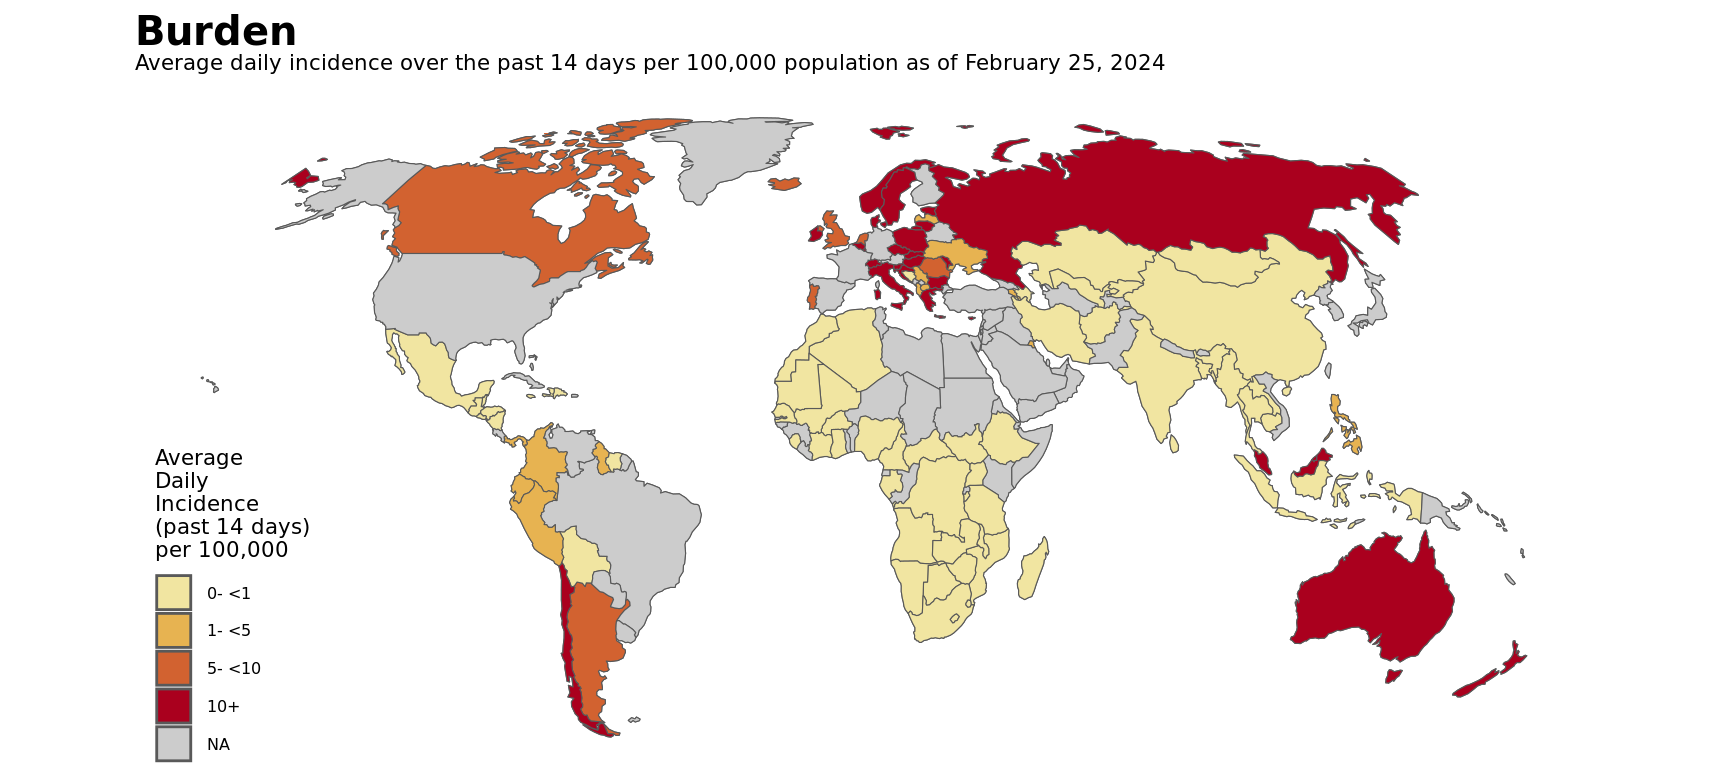 Burden
Average daily incidence over the past 14 days per 100,000 population as of February 25, 2024
Average
Daily
Incidence
(past 14 days)
per 100,000
0- <1
1- <5
5- <10
10+
NA